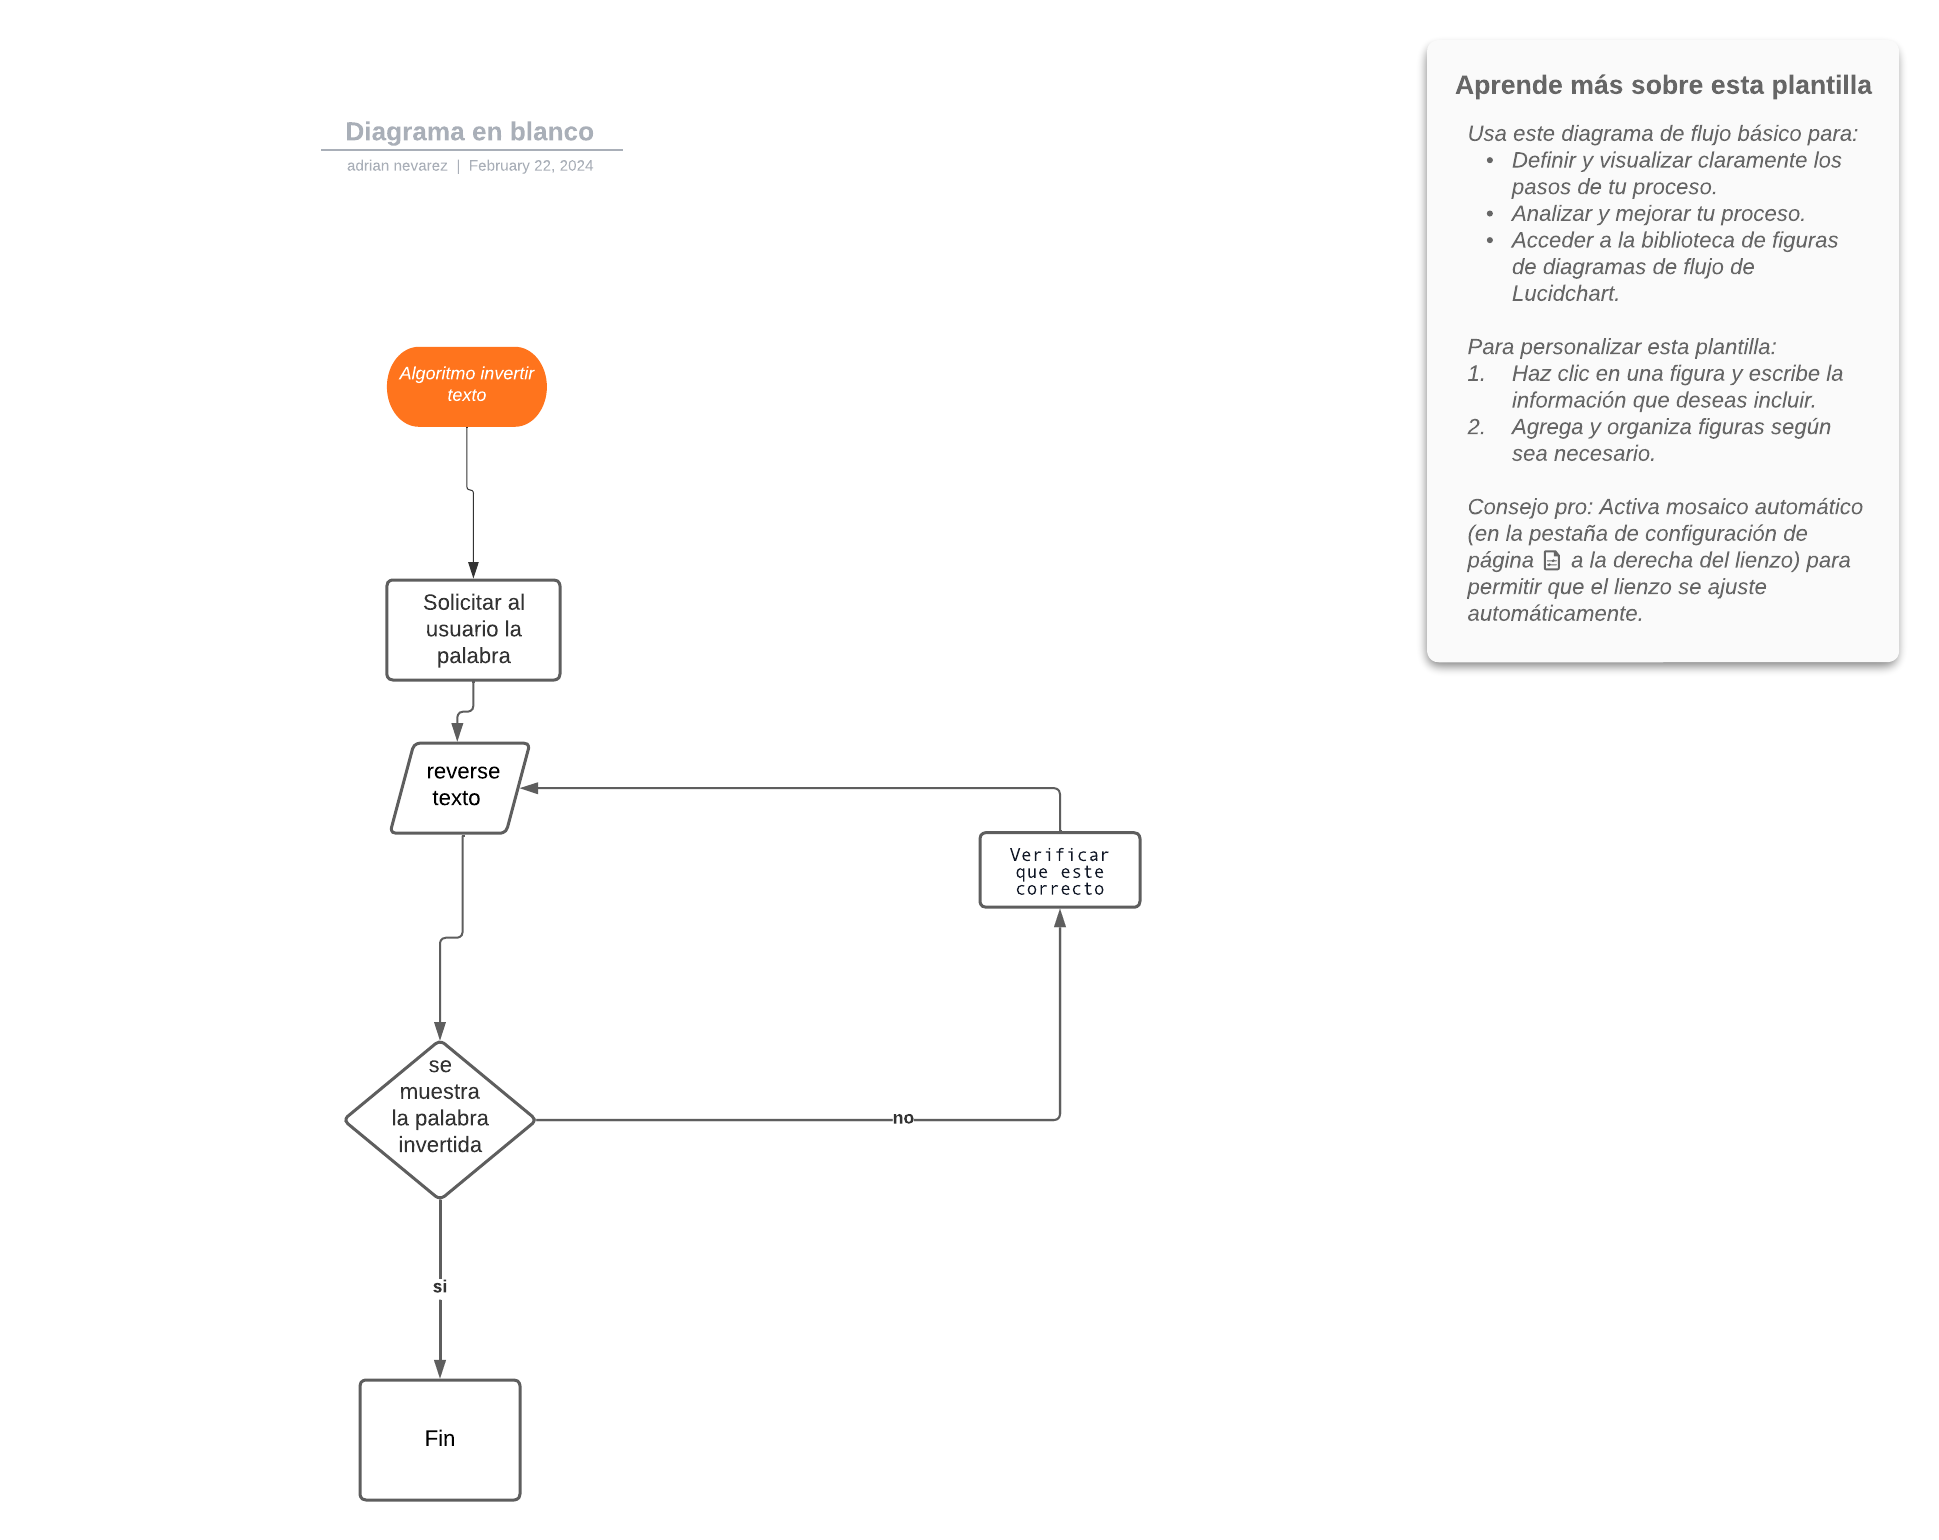 Diagrama en blanco
adrian nevarez | February 22, 2024
Aprende más sobre esta plantilla
Usa este diagrama de flujo básico para:
• Definir y visualizar claramente los
pasos de tu proceso.
• Analizar y mejorar tu proceso.
• Acceder a la biblioteca de figuras
de diagramas de flujo de
Lucidchart.
Para personalizar esta plantilla:
1. Haz clic en una figura y escribe la
información que deseas incluir.
2. Agrega y organiza figuras según
sea necesario.
Consejo pro: Activa mosaico automático
(en la pestaña de configuración de
página a la derecha del lienzo) para
permitir que el lienzo se ajuste
automáticamente.
Algoritmo invertir
texto
Solicitar al
usuario la
palabra
reverse
texto
Verificar
que este
correcto
se
muestra
la palabra
invertida
no
si
Fin